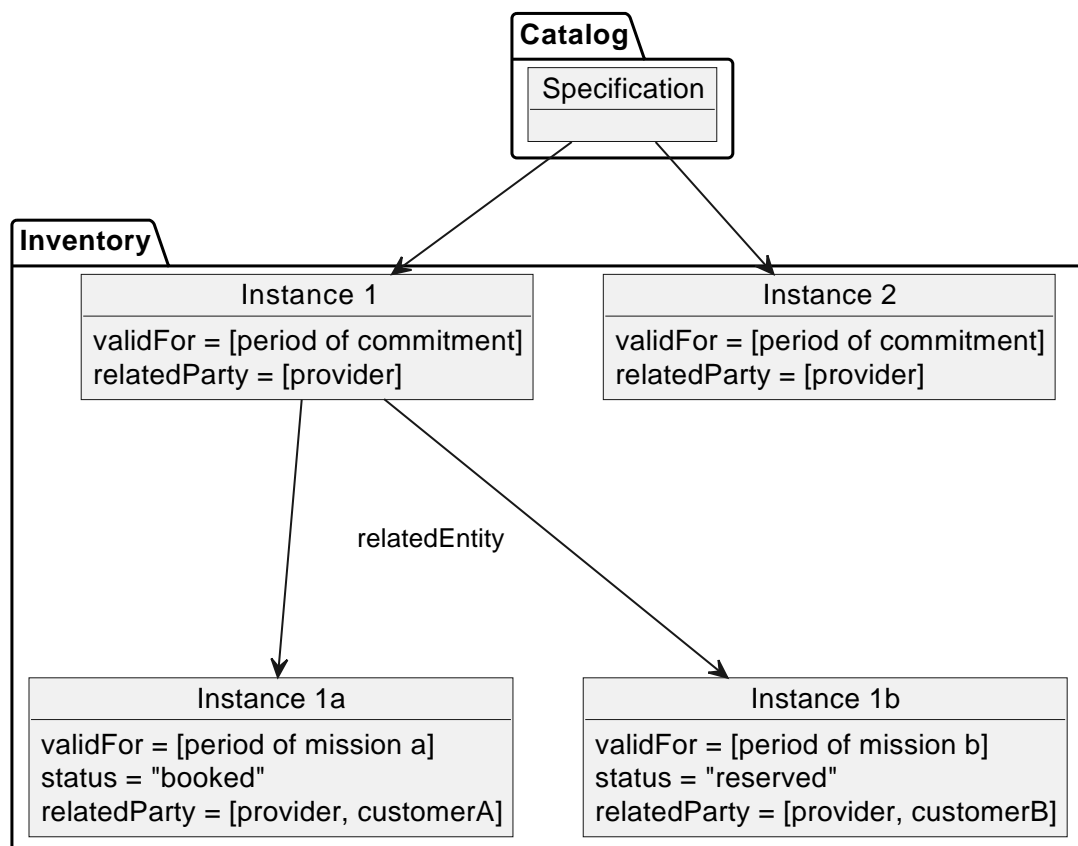 Catalog
Specification
Inventory
Instance 1
validFor = [period of commitment]
relatedParty = [provider]
Instance 2
validFor = [period of commitment]
relatedParty = [provider]
relatedEntity
Instance 1a
validFor = [period of mission a]
status = "booked"
relatedParty = [provider, customerA]
Instance 1b
validFor = [period of mission b]
status = "reserved"
relatedParty = [provider, customerB]